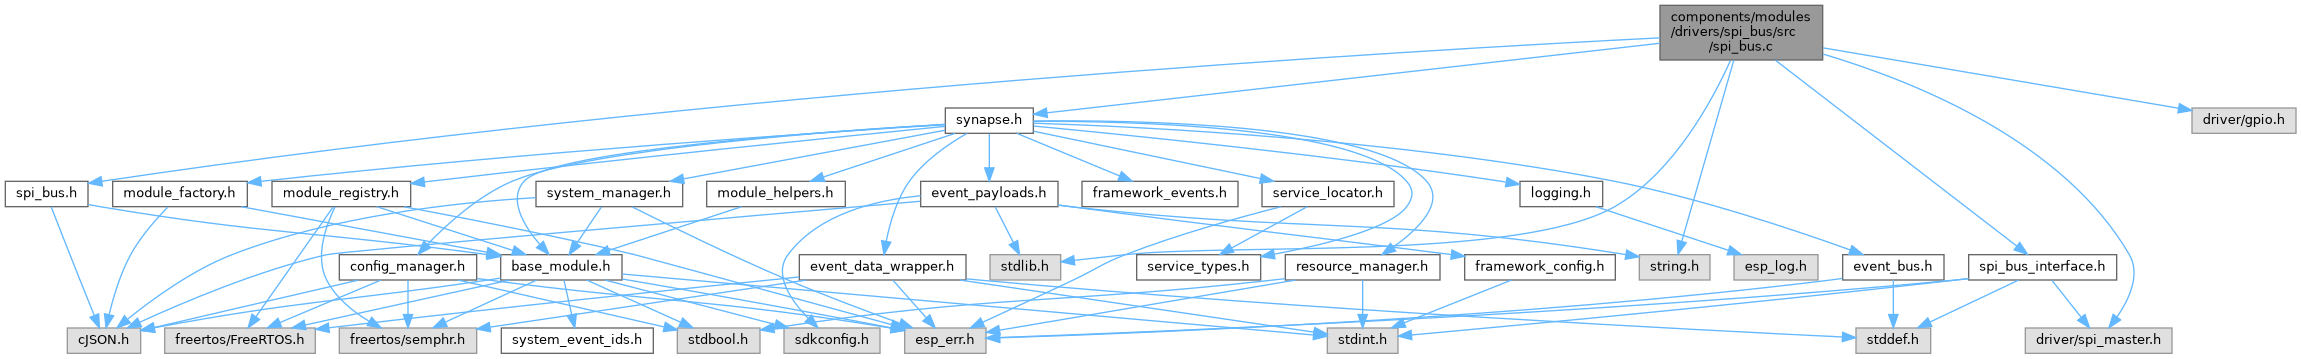 components/modules
/drivers/spi_bus/src
/spi_bus.c
synapse.h
driver/gpio.h
spi_bus.h
module_factory.h
module_registry.h
system_manager.h
module_helpers.h
event_payloads.h
framework_events.h
service_locator.h
logging.h
config_manager.h
base_module.h
event_data_wrapper.h
stdlib.h
service_types.h
resource_manager.h
framework_config.h
string.h
esp_log.h
event_bus.h
spi_bus_interface.h
cJSON.h
freertos/FreeRTOS.h
freertos/semphr.h
system_event_ids.h
stdbool.h
sdkconfig.h
esp_err.h
stdint.h
stddef.h
driver/spi_master.h